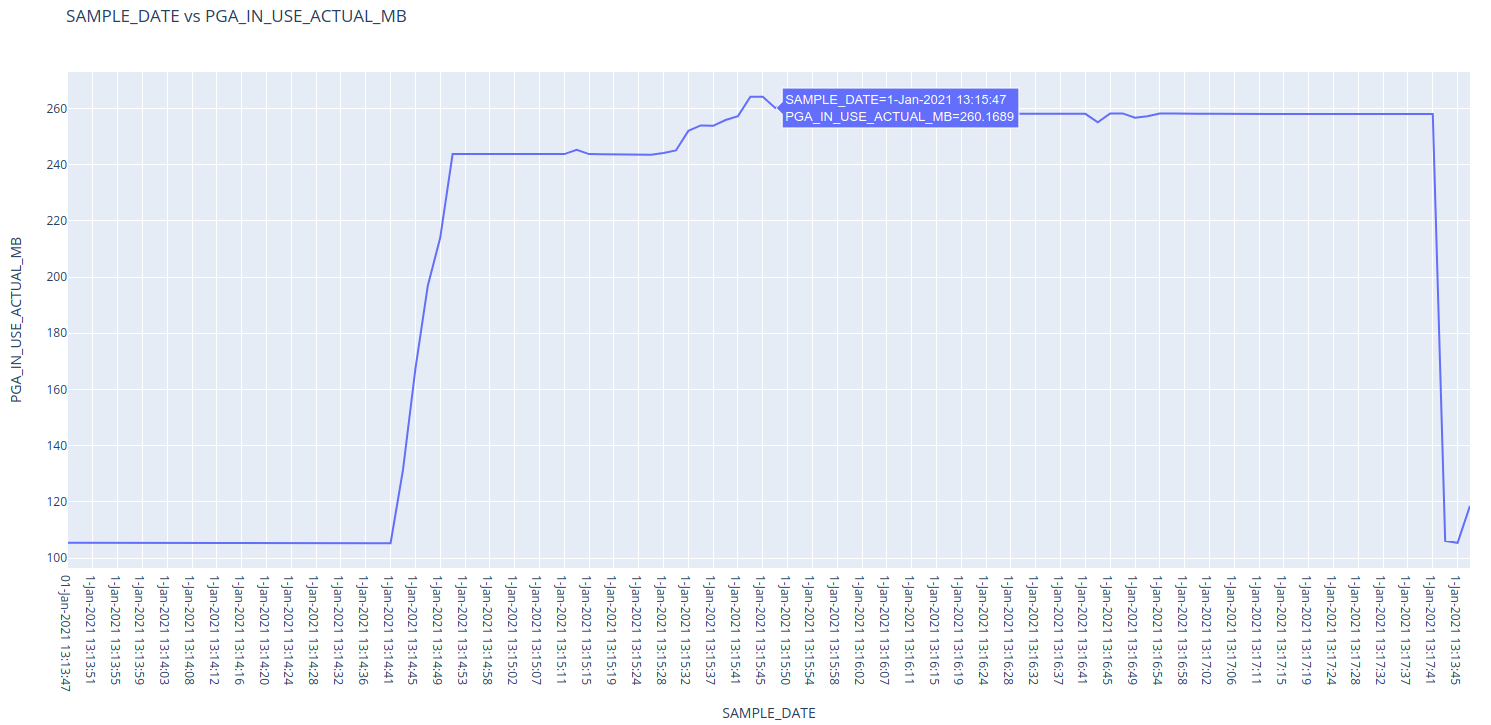 SAMPLE_DATE vs PGA_IN_USE_ACTUAL_MB
PGA_IN_USE_ACTUAL_MB
260
240
220
200
180
160
140
120
100
SAMPLE_DATE=1-Jan-2021 13:15:47
PGA_IN_USE_ACTUAL_MB=260.1689
01-Jan-2021 13:13:47
1-Jan-2021 13:13:51
1-Jan-2021 13:13:55
1-Jan-2021 13:13:59
1-Jan-2021 13:14:03
1-Jan-2021 13:14:08
1-Jan-2021 13:14:12
1-Jan-2021 13:14:16
1-Jan-2021 13:14:20
1-Jan-2021 13:14:24
1-Jan-2021 13:14:28
1-Jan-2021 13:14:32
1-Jan-2021 13:14:36
1-Jan-2021 13:14:41
1-Jan-2021 13:14:45
1-Jan-2021 13:14:49
1-Jan-2021 13:14:53
1-Jan-2021 13:14:58
1-Jan-2021 13:15:02
1-Jan-2021 13:15:07
1-Jan-2021 13:15:11
1-Jan-2021 13:15:15
1-Jan-2021 13:15:19
1-Jan-2021 13:15:24
1-Jan-2021 13:15:28
1-Jan-2021 13:15:32
1-Jan-2021 13:15:37
1-Jan-2021 13:15:41
1-Jan-2021 13:15:45
1-Jan-2021 13:15:50
1-Jan-2021 13:15:54
1-Jan-2021 13:15:58
1-Jan-2021 13:16:02
1-Jan-2021 13:16:07
1-Jan-2021 13:16:11
1-Jan-2021 13:16:15
1-Jan-2021 13:16:19
1-Jan-2021 13:16:24
1-Jan-2021 13:16:28
1-Jan-2021 13:16:32
1-Jan-2021 13:16:37
1-Jan-2021 13:16:41
1-Jan-2021 13:16:45
1-Jan-2021 13:16:49
1-Jan-2021 13:16:54
1-Jan-2021 13:16:58
1-Jan-2021 13:17:02
1-Jan-2021 13:17:06
1-Jan-2021 13:17:11
1-Jan-2021 13:17:15
1-Jan-2021 13:17:19
1-Jan-2021 13:17:24
1-Jan-2021 13:17:28
1-Jan-2021 13:17:32
1-Jan-2021 13:17:37
1-Jan-2021 13:17:41
1-Jan-2021 13:13:45
SAMPLE_DATE